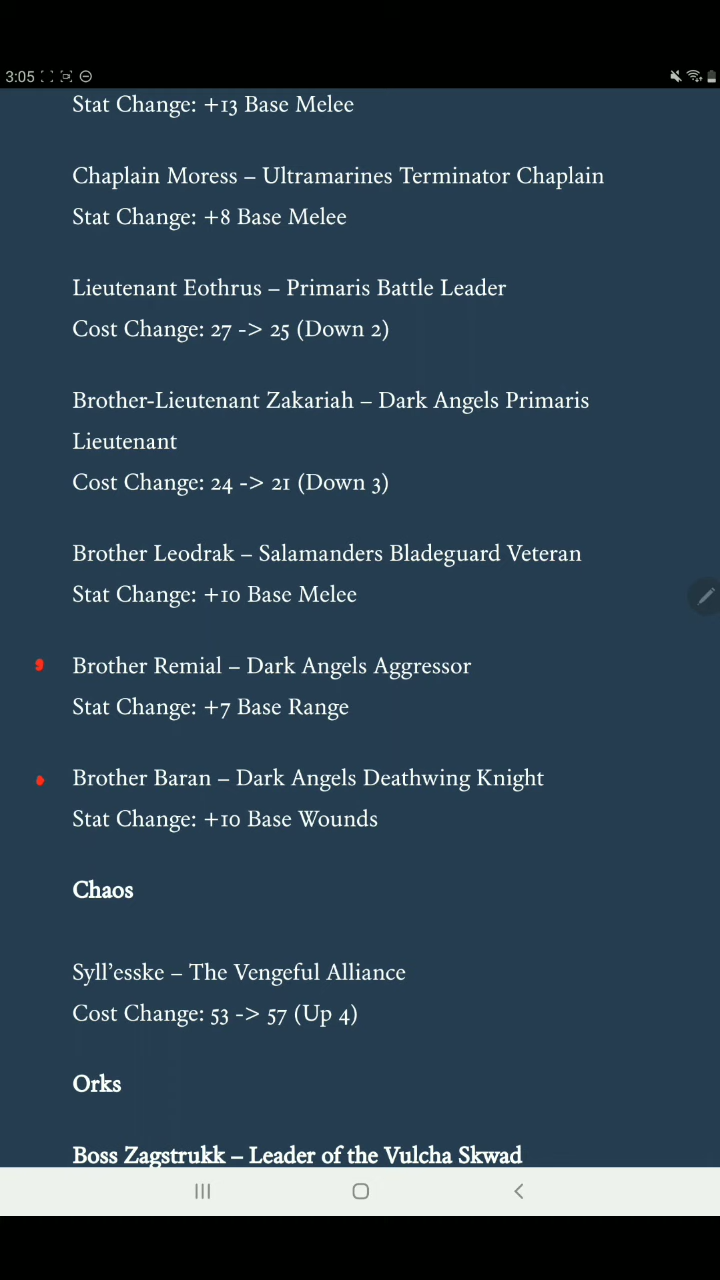 3:05
Stat Change: +13 Base Melee
Chaplain Moress – Ultramarines Terminator Chaplain
Stat Change: +8 Base Melee
Lieutenant Eothrus – Primaris Battle Leader
Cost Change: 27 -> 25 (Down 2)
Brother-Lieutenant Zakariah – Dark Angels Primaris
Lieutenant
Cost Change: 24 -> 21 (Down 3)
Brother Leodrak – Salamanders Bladeguard Veteran
Stat Change: +10 Base Melee
Brother Remial – Dark Angels Aggressor
Stat Change: +7 Base Range
Brother Baran – Dark Angels Deathwing Knight
Stat Change: +10 Base Wounds
Chaos
Syll’esske – The Vengeful Alliance
Cost Change: 53 -> 57 (Up 4)
Orks
Boss Zagstrukk – Leader of the Vulcha Skwad